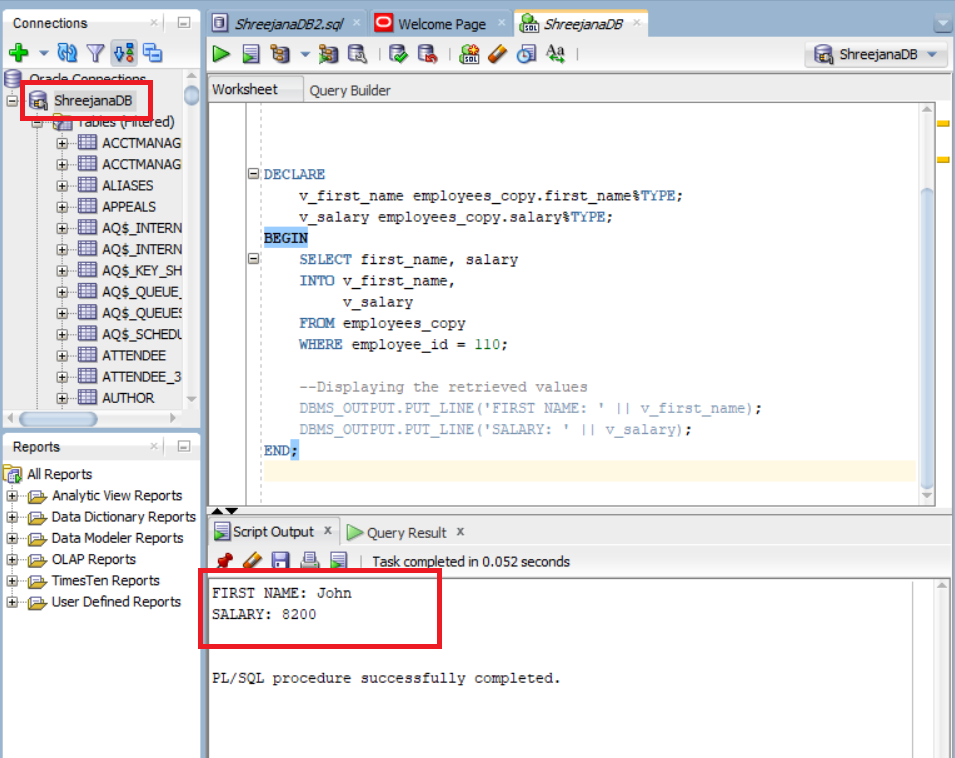 Connections
ShreejanaDB2.sql
Welcome Page
ShreejanaDB
ShreejanaDB
Oracle Connections
ShreejanaDB
Tables (Filtered)
ACCTMANAG
ACCTMANAG
ALIASES
APPEALS
AQ$_INTERN
AQ$_INTERN
AQ$_KEY_SH
AQ$_QUEUE_
AQ$_QUEUES
AQ$_SCHEDU
ATTENDEE
ATTENDEE_3
AUTHOR
Reports
All Reports
Analytic View Reports
Data Dictionary Reports
Data Modeler Reports
OLAP Reports
TimesTen Reports
User Defined Reports
Worksheet
Query Builder
DECLARE
v_first_name employees_copy.first_name%TYPE;
v_salary employees_copy.salary%TYPE;
BEGIN
SELECT first_name, salary
INTO v_first_name,
v_salary
FROM employees_copy
WHERE employee_id = 110;
--Displaying the retrieved values
DBMS_OUTPUT.PUT_LINE('FIRST NAME: ' || v_first_name);
DBMS_OUTPUT.PUT_LINE('SALARY: ' || v_salary);
END;
Script Output
Query Result
Task completed in 0.052 seconds
FIRST NAME: John
SALARY: 8200
PL/SQL procedure successfully completed.